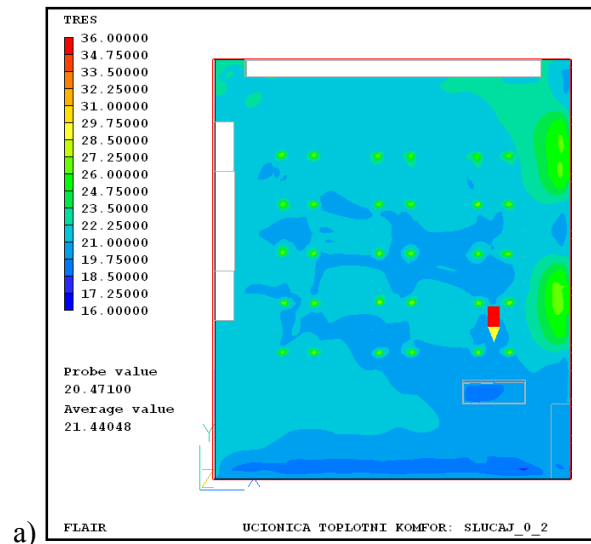 TRES
36.00000
34.75000
33.50000
32.25000
31.00000
29.75000
28.50000
27.25000
26.00000
24.75000
23.50000
22.25000
21.00000
19.75000
18.50000
17.25000
16.00000
Probe value
20.47100
Average value
21.44048
Y
X
a)
FLAIR UCIONICA TOPLOTNI KOMFOR: SLUCAJ_0_2